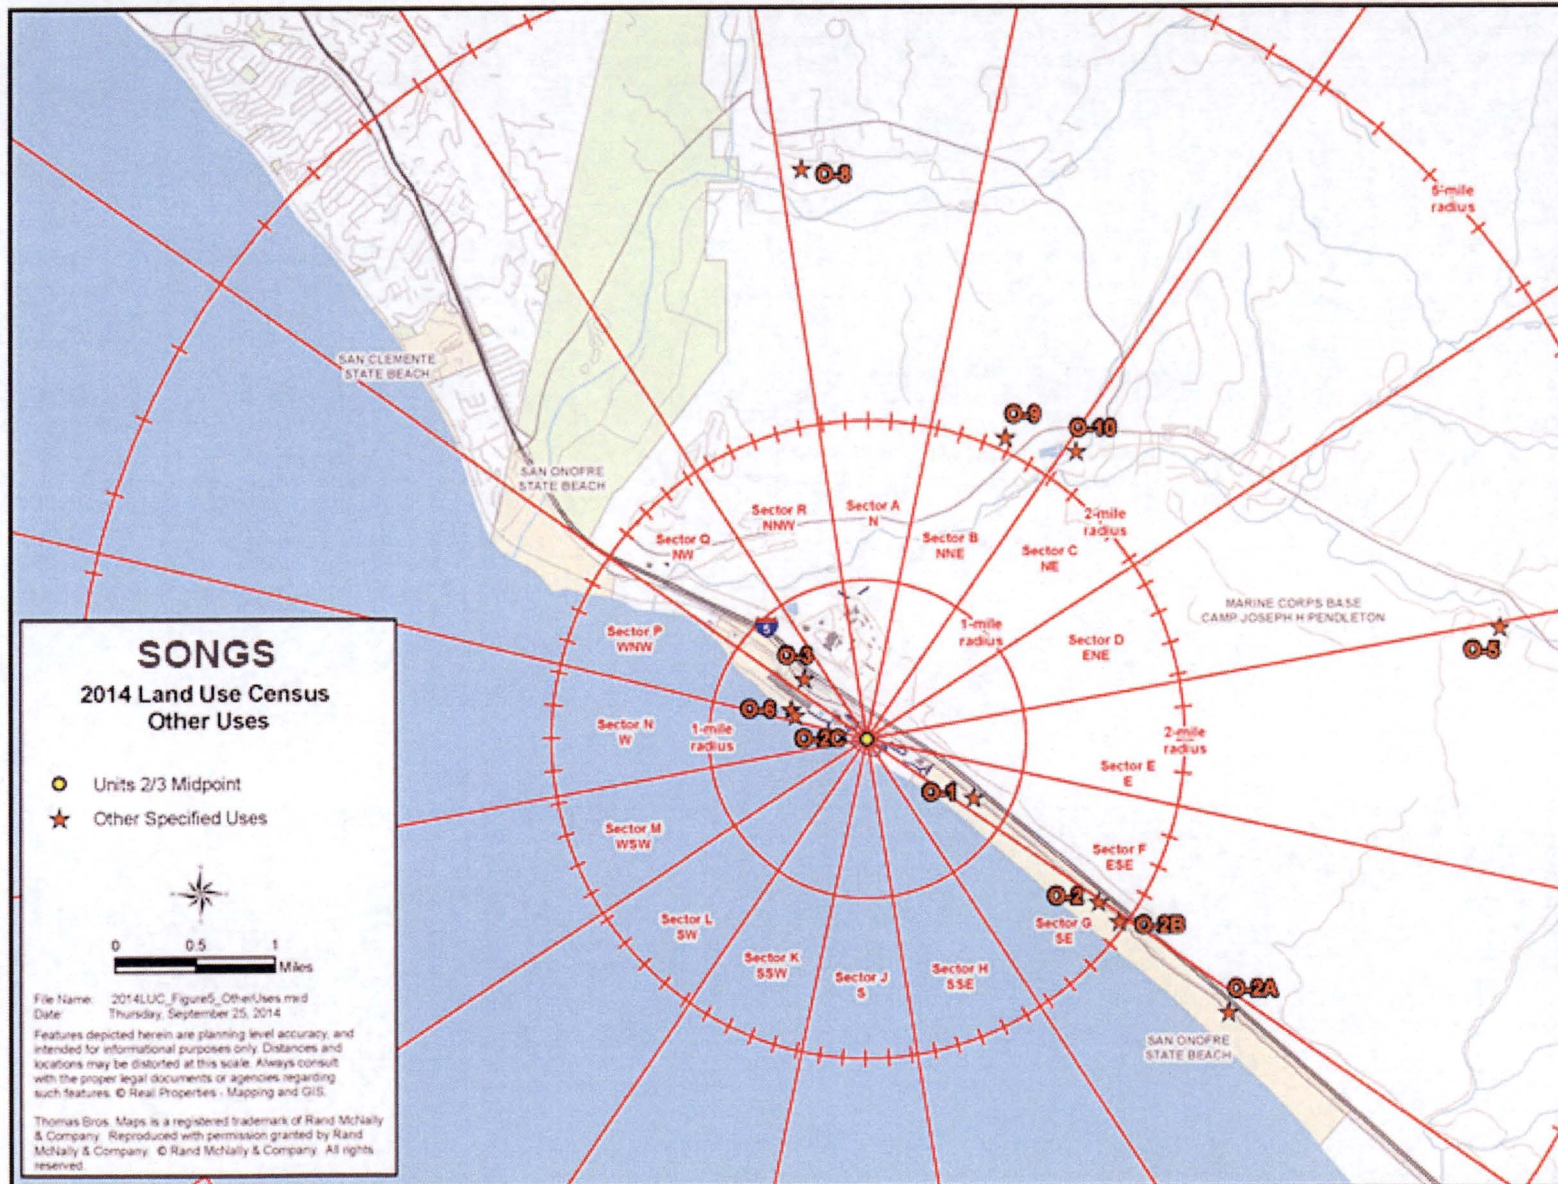 O-8
5-mile
radius
SAN CLEMENTE
STATE BEACH
O-9
O-10
SAN ONOFRE
STATE BEACH
Sector Q
NW
Sector R
NNW
Sector A
N
Sector B
NNE
Sector C
NE
2-mile
radius
MARINE CORPS BASE
CAMP JOSEPH H PENDLETON
O-5
Sector P
WNW
5
1-mile
radius
Sector D
ENE
O-3
O-6
O-2C
Sector N
W
1-mile
radius
2-mile
radius
Sector E
E
O-1
Sector M
WSW
Sector F
ESE
O-2
O-2B
Sector L
SW
Sector K
SSW
Sector J
S
Sector H
SSE
Sector G
SE
O-2A
SAN ONOFRE
STATE BEACH
SONGS
2014 Land Use Census
Other Uses
Units 2/3 Midpoint
Other Specified Uses
0 0.5 1
Miles
File Name: 2014LUC_Figure5_OtherUses.mxd
Date: Thursday, September 25, 2014
Features depicted herein are planning level accuracy, and
intended for informational purposes only. Distances and
locations may be distorted at this scale. Always consult
with the proper legal documents or agencies regarding
such features. © Real Properties - Mapping and GIS.
Thomas Bros. Maps is a registered trademark of Rand McNally
& Company. Reproduced with permission granted by Rand
McNally & Company. © Rand McNally & Company. All rights
reserved.